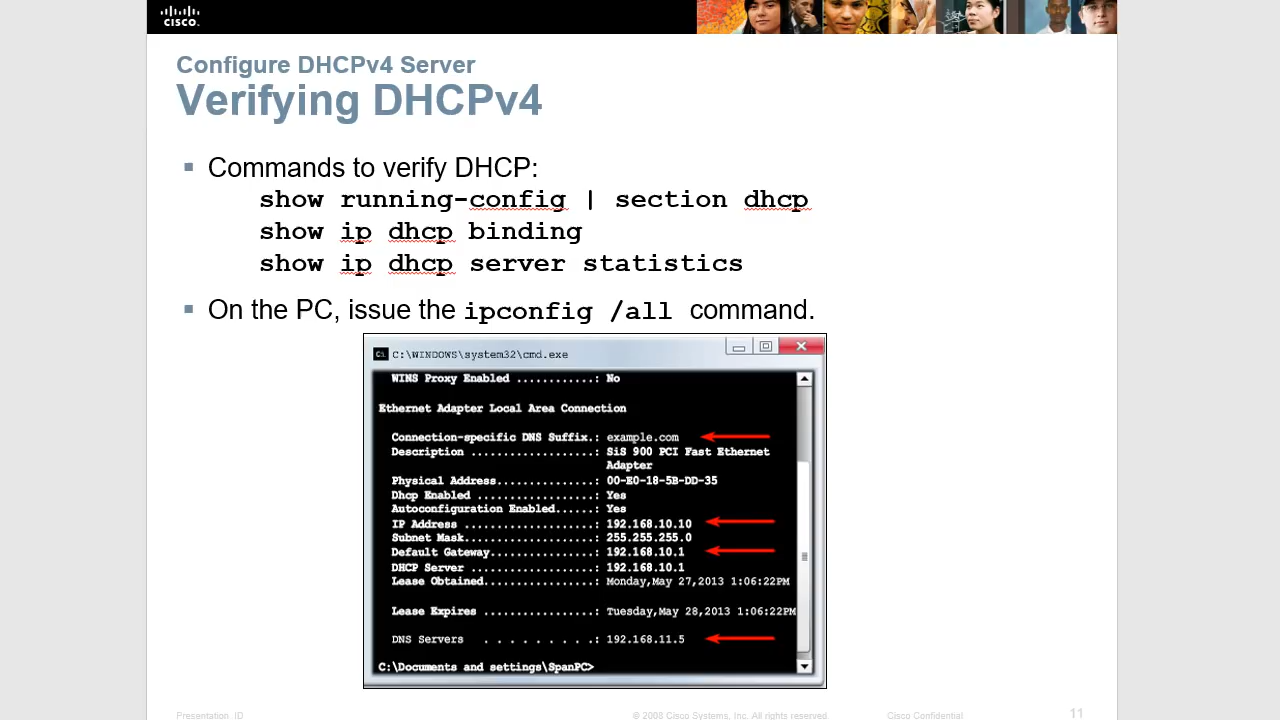 CISCO
Configure DHCPv4 Server
Verifying DHCPv4
Commands to verify DHCP:
show running-config | section dhcp
show ip dhcp binding
show ip dhcp server statistics
On the PC, issue the ipconfig /all command.
C:\WINDOWS\system32\cmd.exe
WINS Proxy Enabled ............: No
Ethernet Adapter Local Area Connection
Connection-specific DNS Suffix.: example.com
Description ...................: SiS 900 PCI Fast Ethernet
Adapter
Physical Address...............: 00-E0-18-5B-DD-35
Dhcp Enabled ..................: Yes
Autoconfiguration Enabled......: Yes
IP Address ....................: 192.168.10.10
Subnet Mask....................: 255.255.255.0
Default Gateway................: 192.168.10.1
DHCP Server ...................: 192.168.10.1
Lease Obtained.................: Monday,May 27,2013 1:06:22PM
Lease Expires .................: Tuesday,May 28,2013 1:06:22PM
DNS Servers . . . . . . . . .: 192.168.11.5
C:\Documents and settings\SpanPC>
Presentation_ID © 2008 Cisco Systems, Inc. All rights reserved. Cisco Confidential 11